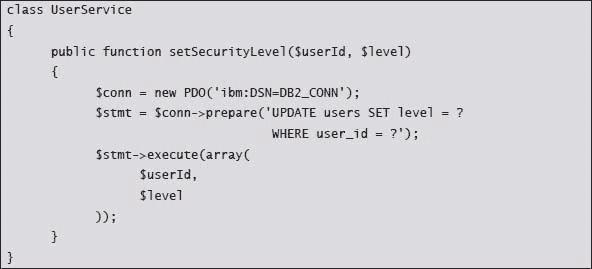 class UserService
{
public function setSecurityLevel($userId, $level)
{
$conn = new PDO('ibm:DSN=DB2_CONN');
$stmt = $conn->prepare('UPDATE users SET level = ?
WHERE user_id = ?');
$stmt->execute(array(
$userId,
$level
));
}
}